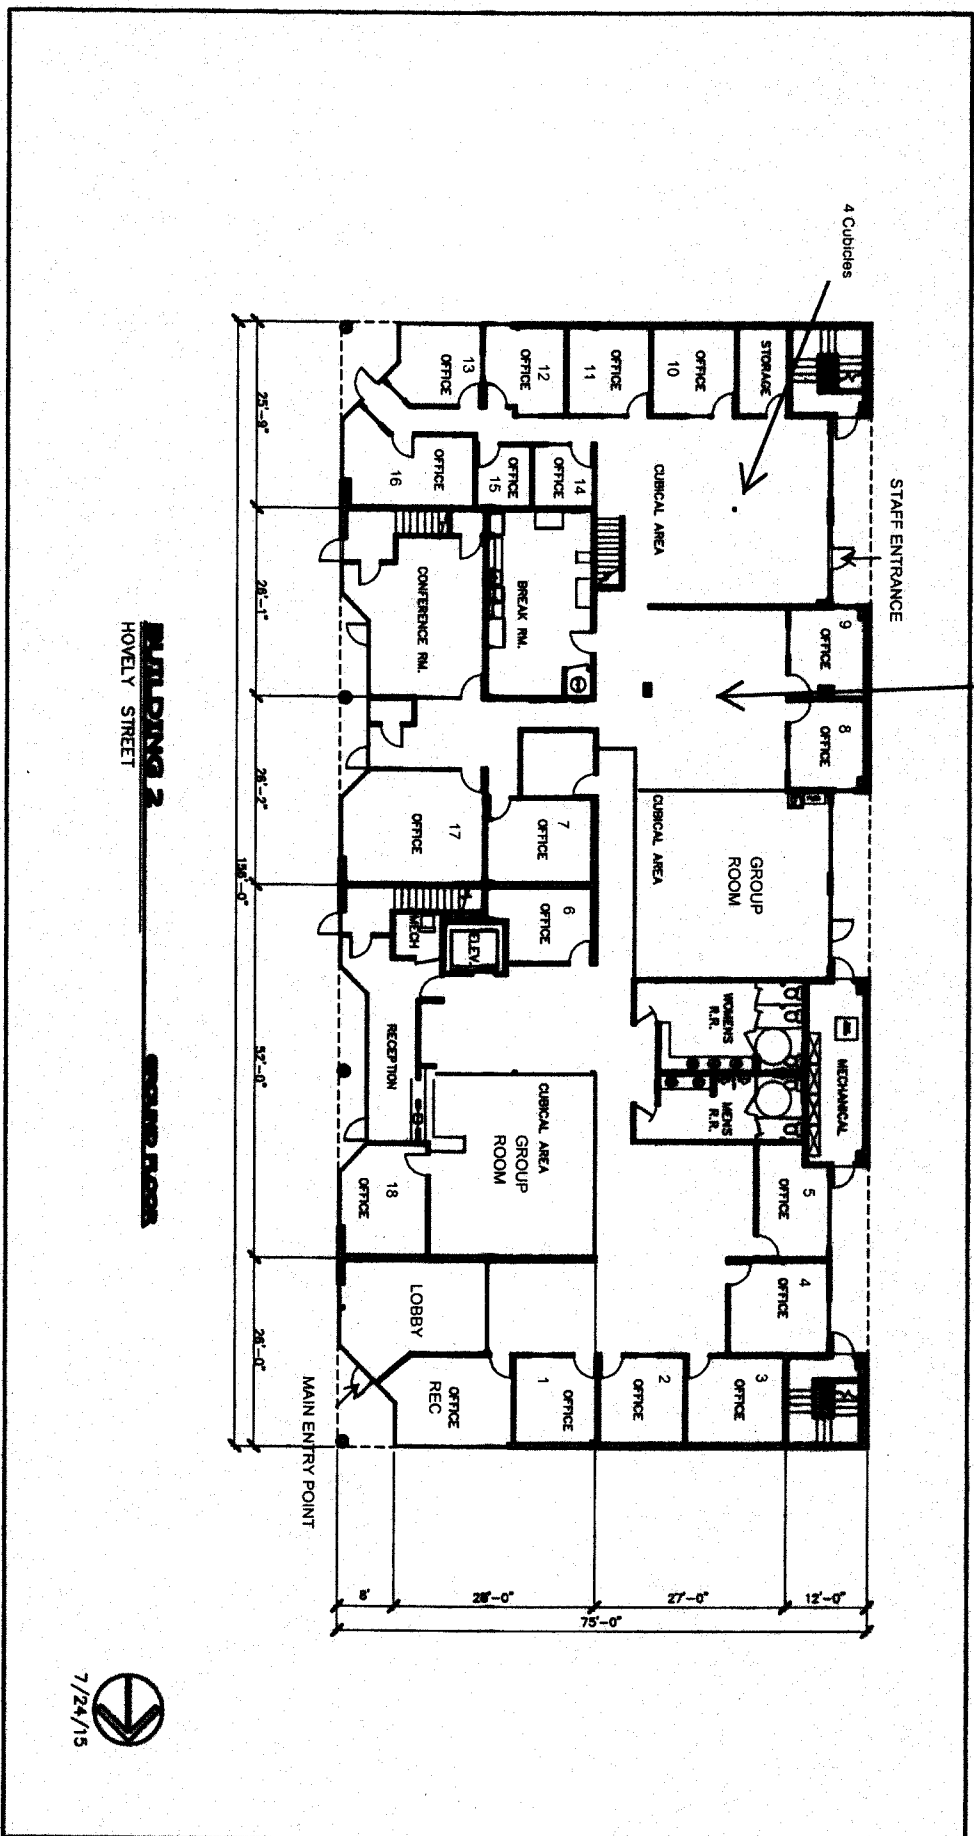 4 Cubicles
STAFF ENTRANCE
STORAGE
OFFICE
10
OFFICE
11
OFFICE
12
OFFICE
13
CUBICAL AREA
OFFICE
14
OFFICE
15
OFFICE
16
OFFICE
9
OFFICE
8
BREAK RM.
CONFERENCE RM.
GROUP
ROOM
CUBICAL AREA
OFFICE
7
OFFICE
17
OFFICE
6
ELEV.
MECH
RECEPTION
MECHANICAL
WOMENS
R.R.
MENS
R.R.
CUBICAL AREA
GROUP
ROOM
OFFICE
18
OFFICE
5
OFFICE
4
OFFICE
3
OFFICE
2
OFFICE
1
LOBBY
OFFICE
REC
MAIN ENTRY POINT
25'-9"
26'-1"
26'-2"
52'-0"
26'-0"
156'-0"
12'-0"
27'-0"
28'-0"
8'
75'-0"
BUILDING 2
GROUND FLOOR
HOVELY STREET
7/24/15